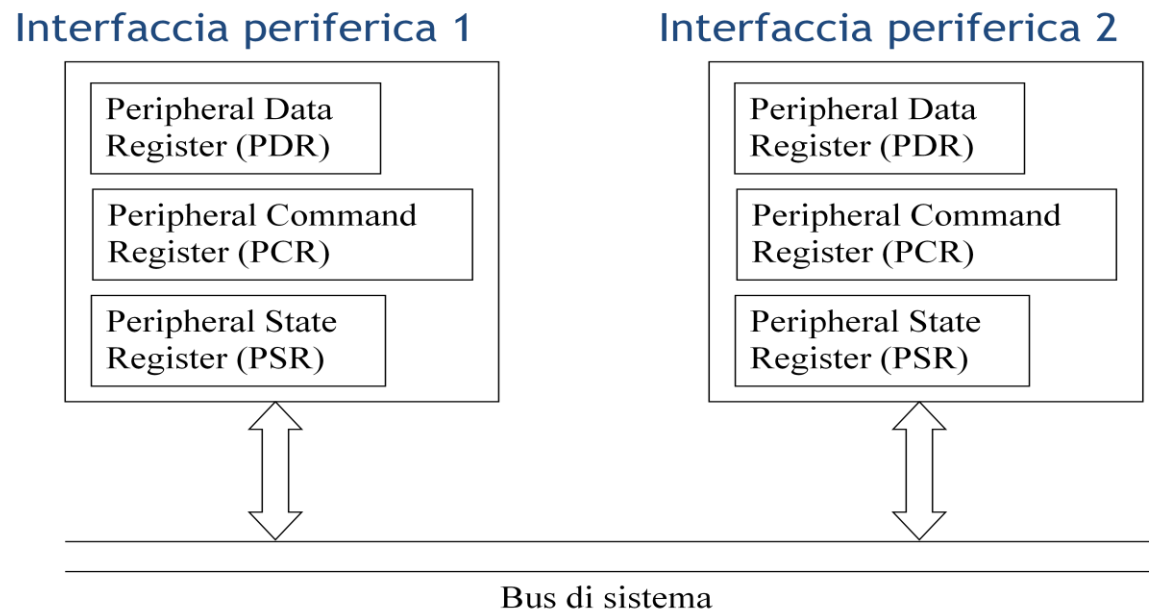 Interfaccia periferica 1
Peripheral Data
Register (PDR)
Peripheral Command
Register (PCR)
Peripheral State
Register (PSR)
Interfaccia periferica 2
Peripheral Data
Register (PDR)
Peripheral Command
Register (PCR)
Peripheral State
Register (PSR)
Bus di sistema